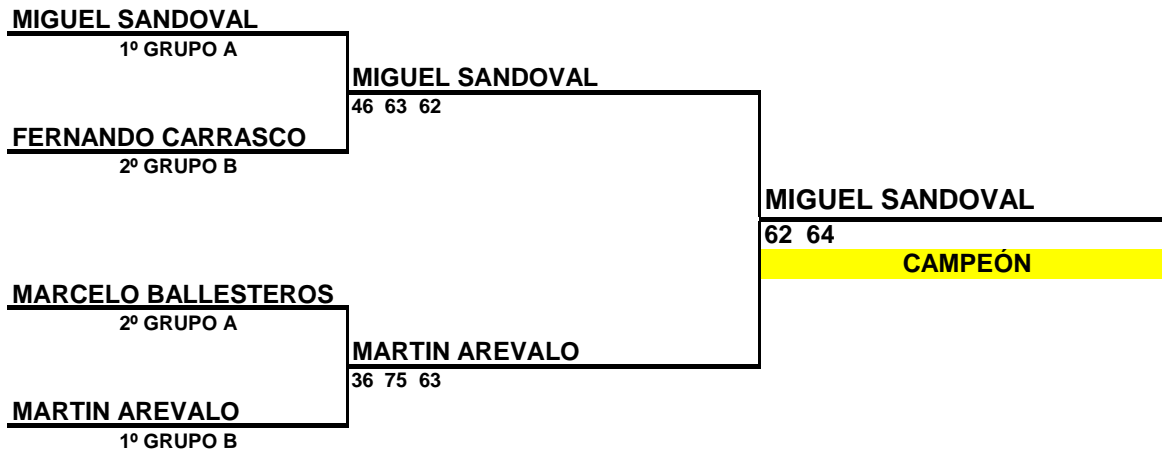 MIGUEL SANDOVAL
1º GRUPO A
MIGUEL SANDOVAL
46 63 62
FERNANDO CARRASCO
2º GRUPO B
MIGUEL SANDOVAL
62 64
CAMPEÓN
MARCELO BALLESTEROS
2º GRUPO A
MARTIN AREVALO
36 75 63
MARTIN AREVALO
1º GRUPO B